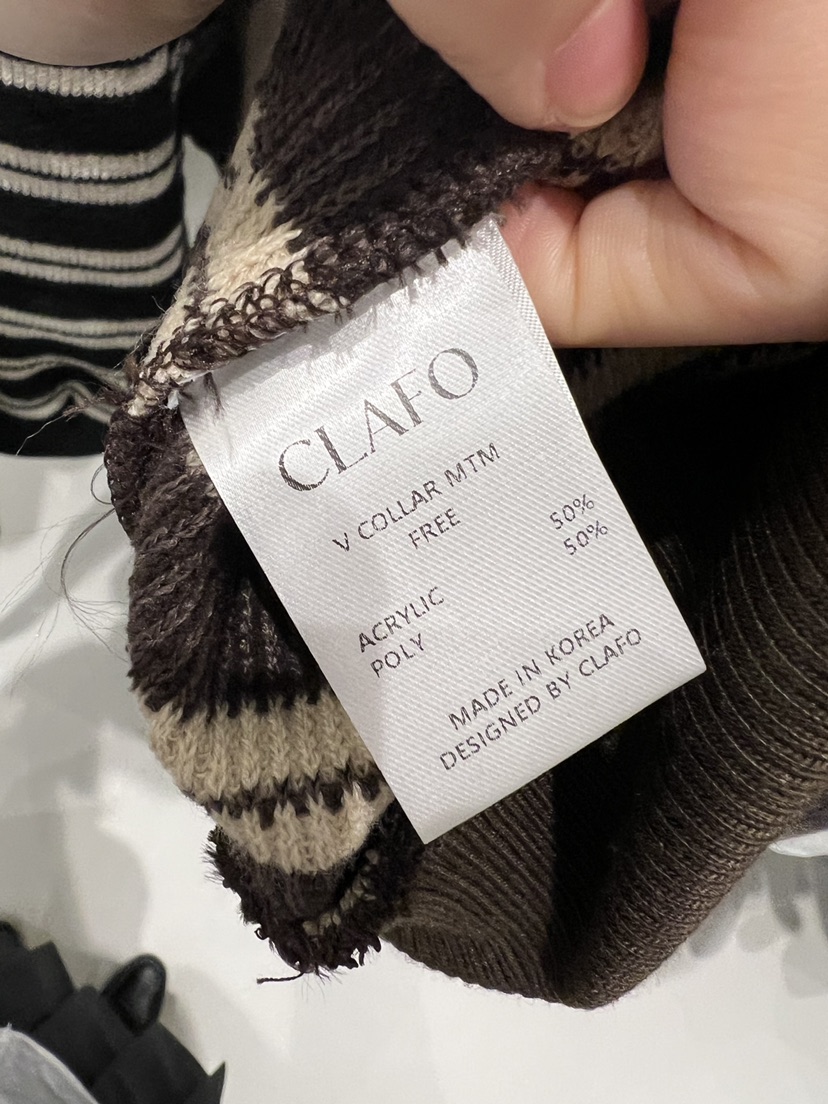 CLAFO
V COLLAR MTM
FREE
ACRYLIC 50%
POLY 50%
MADE IN KOREA
DESIGNED BY CLAFO